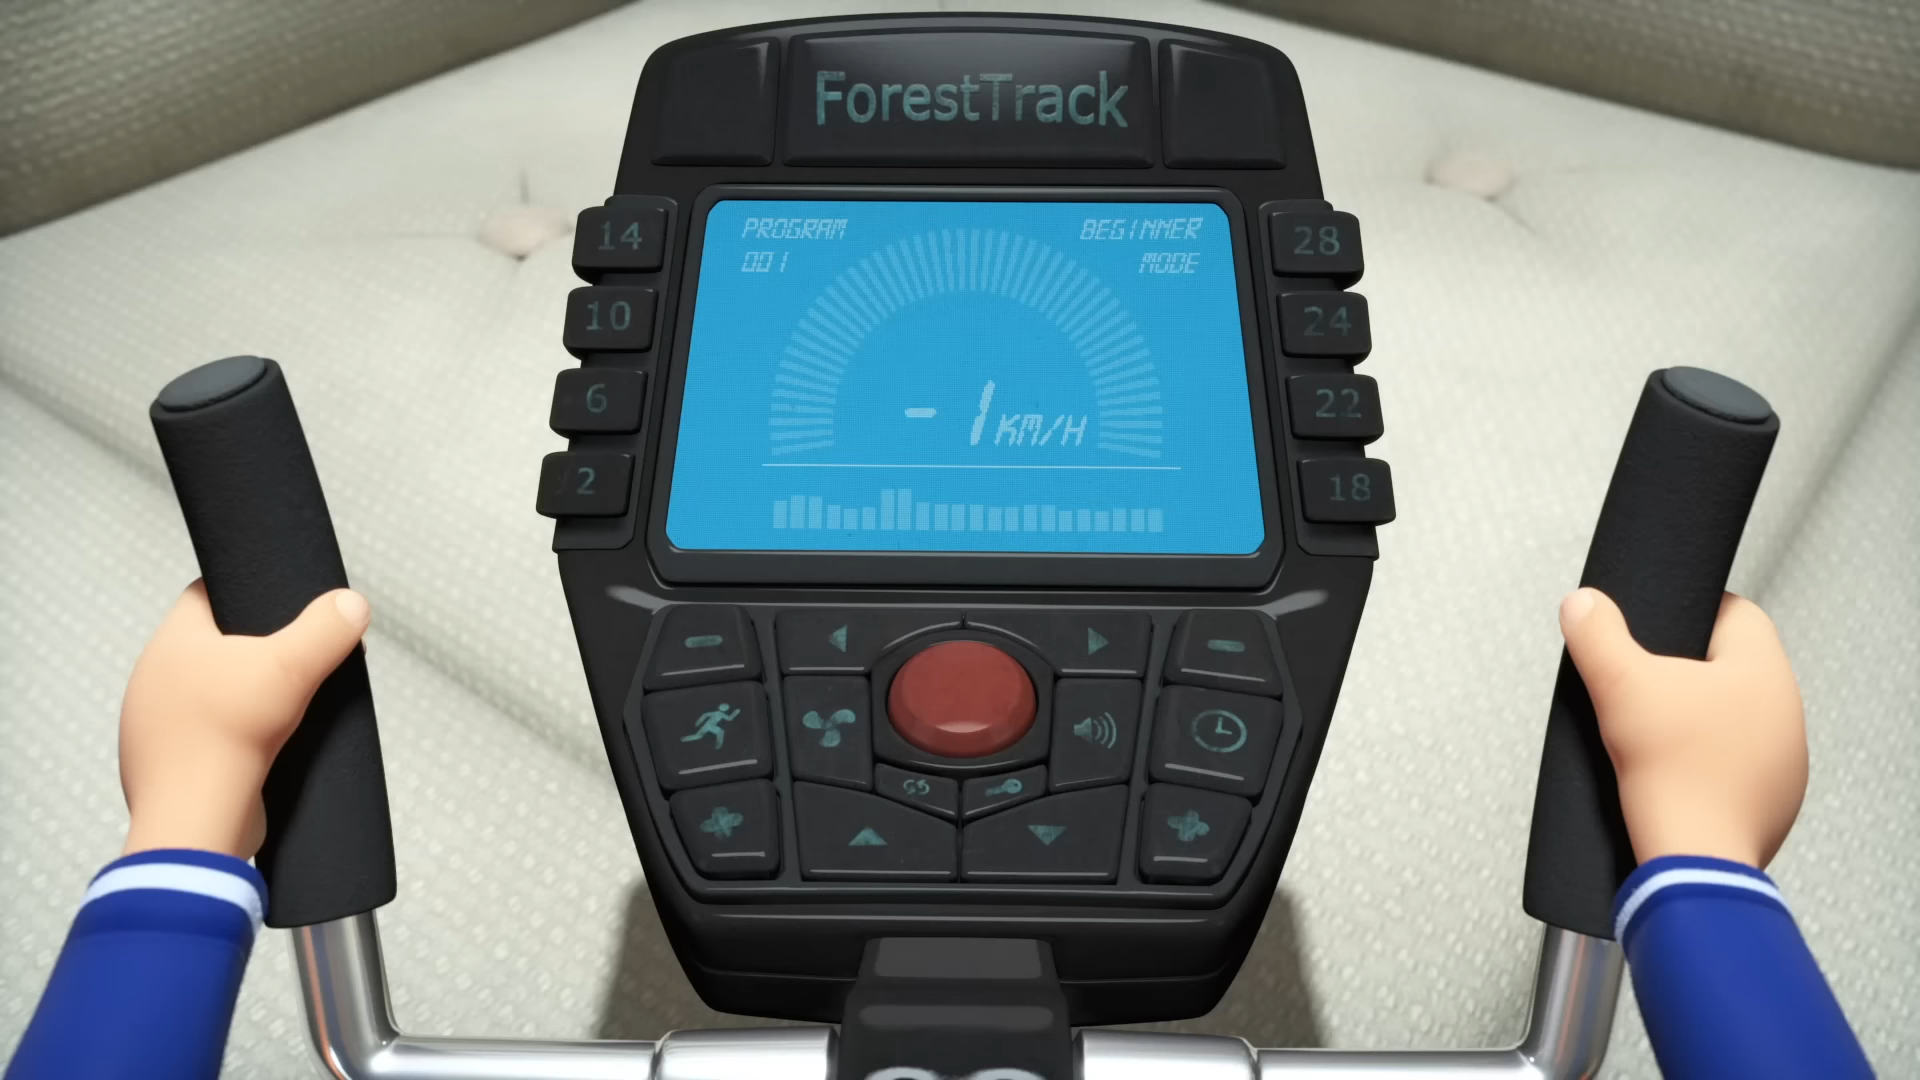 ForestTrack
PROGRAM
001
BEGINNER
MODE
14
10
6
2
28
24
22
18
-1 KM/H